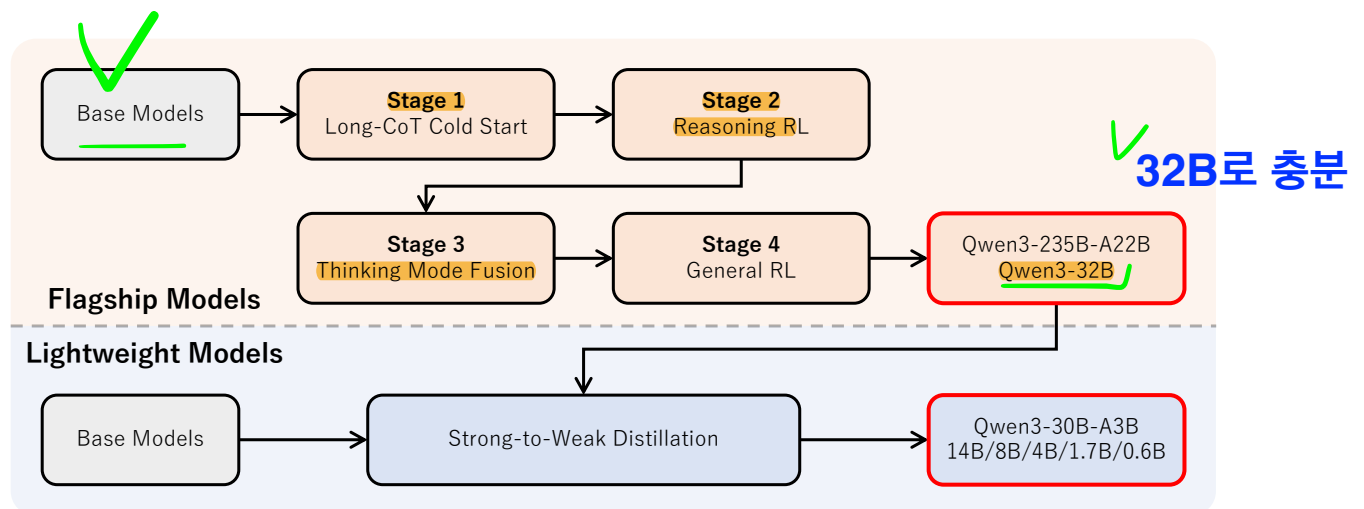 Base Models
Stage 1
Long-CoT Cold Start
Stage 2
Reasoning RL
32B로 충분
Stage 3
Thinking Mode Fusion
Stage 4
General RL
Qwen3-235B-A22B
Qwen3-32B
Flagship Models
Lightweight Models
Base Models
Strong-to-Weak Distillation
Qwen3-30B-A3B
14B/8B/4B/1.7B/0.6B